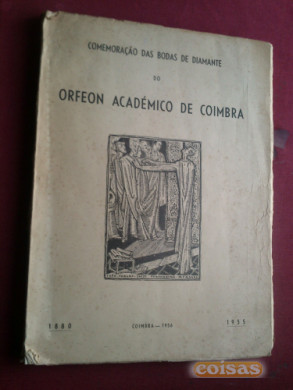 COMEMORAÇÃO DAS BODAS DE DIAMANTE
DO
ORFEON ACADÉMICO DE COIMBRA
1880
COIMBRA — 1956
1955
coisas